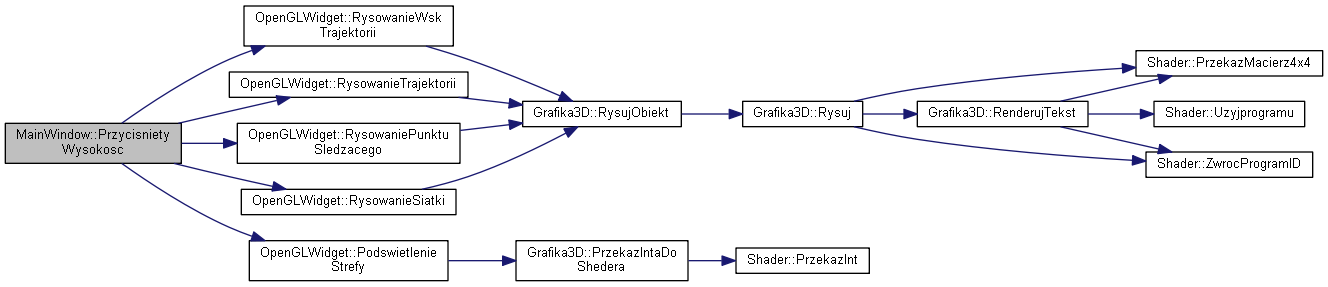 MainWindow::Przycisniety
Wysokosc
OpenGLWidget::RysowanieWsk
Trajektorii
OpenGLWidget::RysowanieTrajektorii
OpenGLWidget::RysowaniePunktu
Sledzacego
OpenGLWidget::RysowanieSiatki
OpenGLWidget::Podswietlenie
Strefy
Grafika3D::RysujObiekt
Grafika3D::PrzekazIntaDo
Shedera
Grafika3D::Rysuj
Shader::PrzekazInt
Grafika3D::RenderujTekst
Shader::PrzekazMacierz4x4
Shader::Uzyjprogramu
Shader::ZwrocProgramID